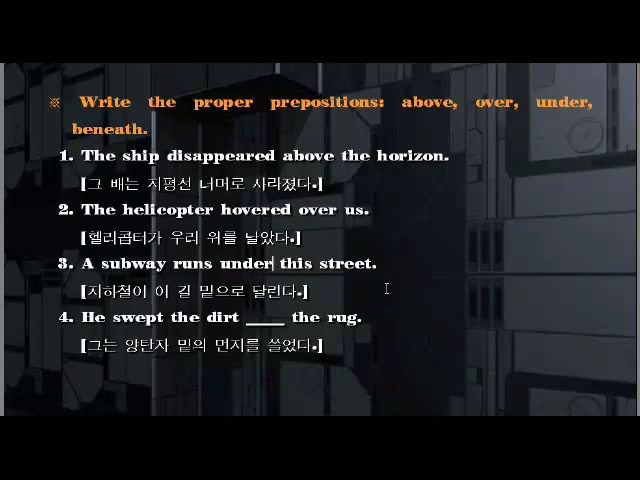 ※ Write the proper prepositions: above, over, under,
beneath.
1. The ship disappeared above the horizon.
[그 배는 지평선 너머로 사라졌다.]
2. The helicopter hovered over us.
[헬리콥터가 우리 위를 날았다.]
3. A subway runs under this street.
[지하철이 이 길 밑으로 달린다.]
4. He swept the dirt ____ the rug.
[그는 양탄자 밑의 먼지를 쓸었다.]